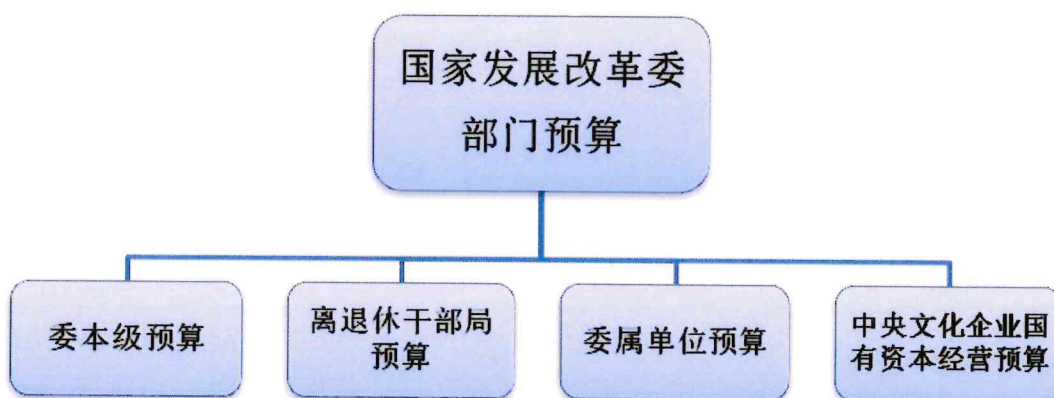 国家发展改革委
部门预算
委本级预算
离退休干部局
预算
委属单位预算
中央文化企业国
有资本经营预算